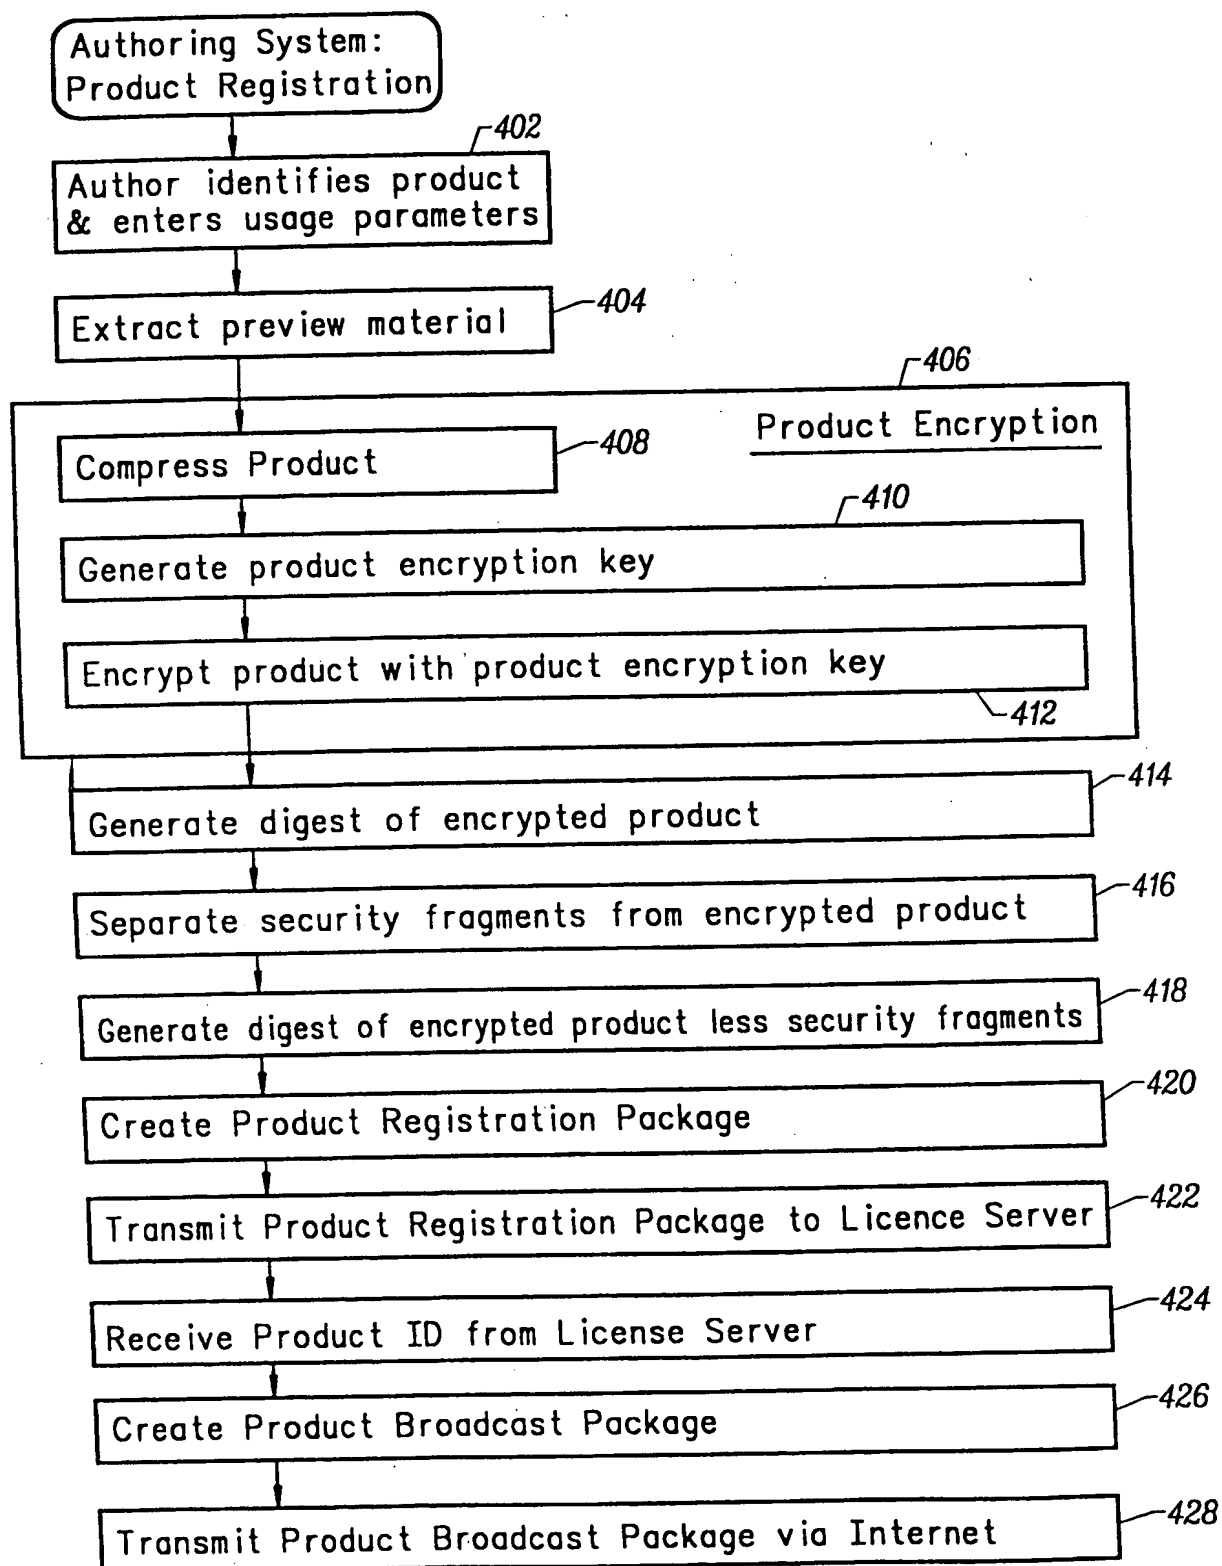 Authoring System:
Product Registration
402
Author identifies product
& enters usage parameters
404
Extract preview material
406
Product Encryption
408
Compress Product
410
Generate product encryption key
Encrypt product with product encryption key
412
414
Generate digest of encrypted product
416
Separate security fragments from encrypted product
418
Generate digest of encrypted product less security fragments
420
Create Product Registration Package
422
Transmit Product Registration Package to Licence Server
424
Receive Product ID from License Server
426
Create Product Broadcast Package
428
Transmit Product Broadcast Package via Internet